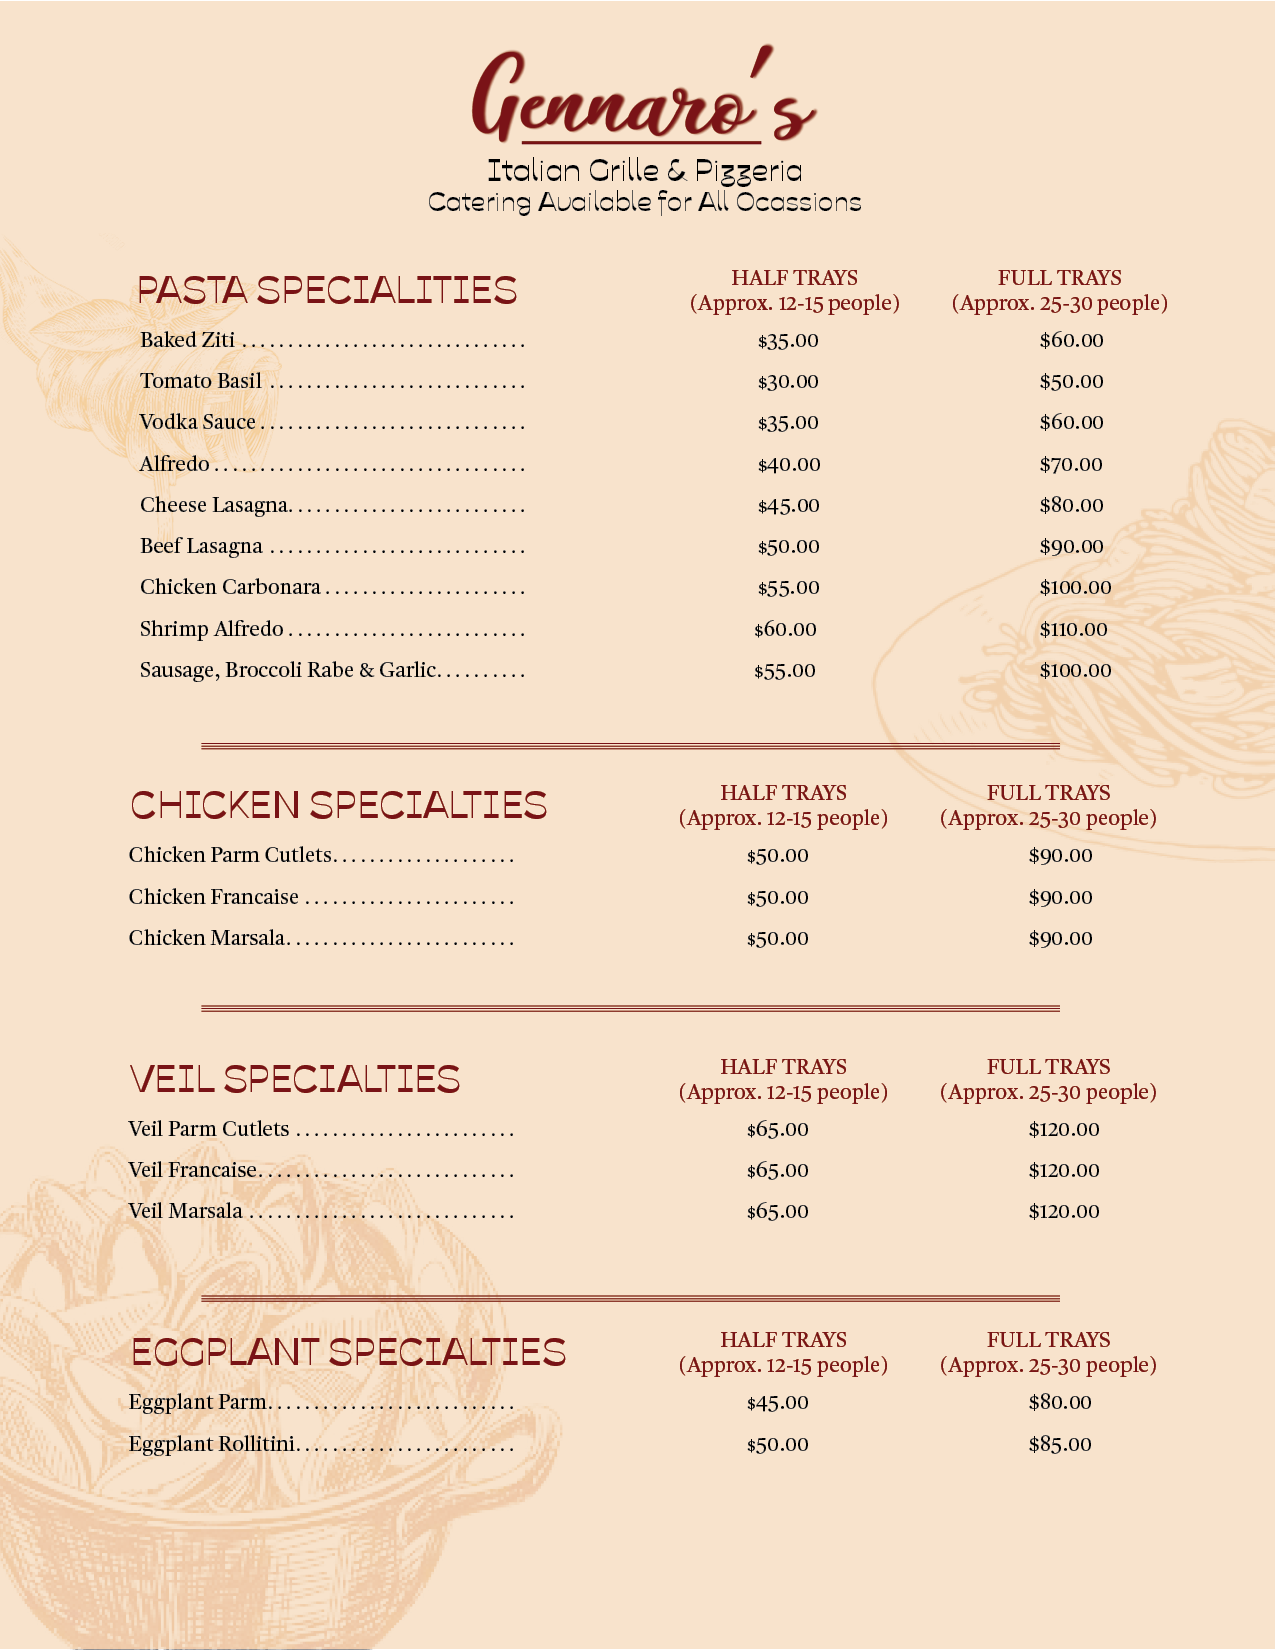 Gennaro's
Italian Grille & Pizzeria
Catering Available for All Ocassions
PASTA SPECIALITIES HALF TRAYS FULL TRAYS
(Approx. 12-15 people) (Approx. 25-30 people)
Baked Ziti .............................. $35.00 $60.00
Tomato Basil ........................... $30.00 $50.00
Vodka Sauce ............................ $35.00 $60.00
Alfredo ................................. $40.00 $70.00
Cheese Lasagna.......................... $45.00 $80.00
Beef Lasagna ........................... $50.00 $90.00
Chicken Carbonara ..................... $55.00 $100.00
Shrimp Alfredo ......................... $60.00 $110.00
Sausage, Broccoli Rabe & Garlic.......... $55.00 $100.00
CHICKEN SPECIALTIES HALF TRAYS FULL TRAYS
(Approx. 12-15 people) (Approx. 25-30 people)
Chicken Parm Cutlets.................... $50.00 $90.00
Chicken Francaise ...................... $50.00 $90.00
Chicken Marsala......................... $50.00 $90.00
VEIL SPECIALTIES HALF TRAYS FULL TRAYS
(Approx. 12-15 people) (Approx. 25-30 people)
Veil Parm Cutlets ....................... $65.00 $120.00
Veil Francaise............................ $65.00 $120.00
Veil Marsala ............................ $65.00 $120.00
EGGPLANT SPECIALTIES HALF TRAYS FULL TRAYS
(Approx. 12-15 people) (Approx. 25-30 people)
Eggplant Parm........................... $45.00 $80.00
Eggplant Rollitini........................ $50.00 $85.00